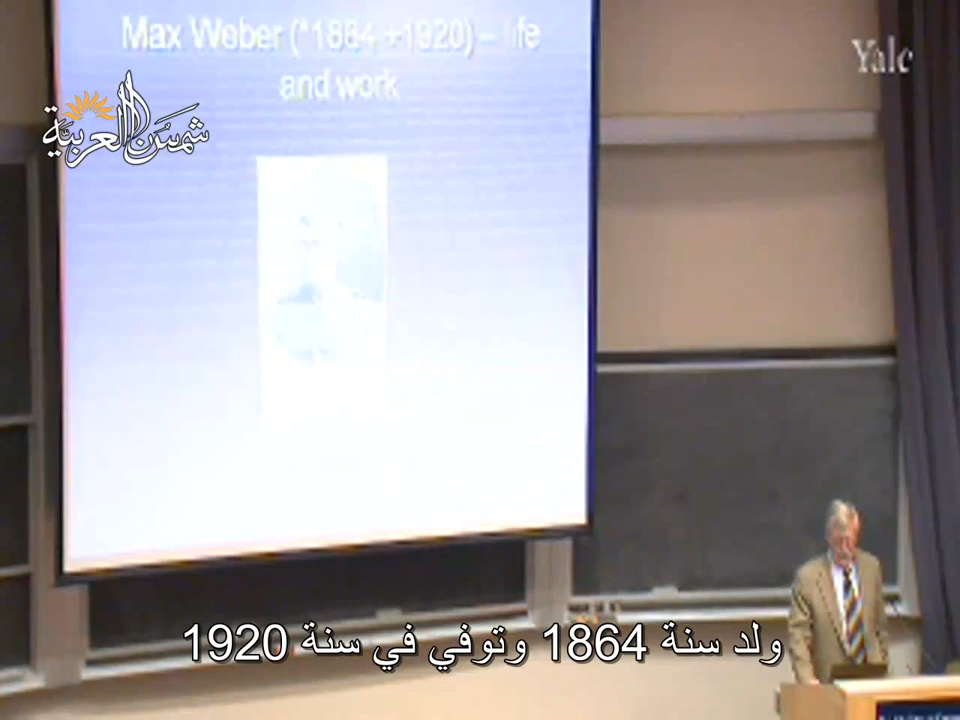 Max Weber (*1864 +1920) – life
and work
Yale
شمس العربية
ولد سنة 1864 وتوفي في سنة 1920